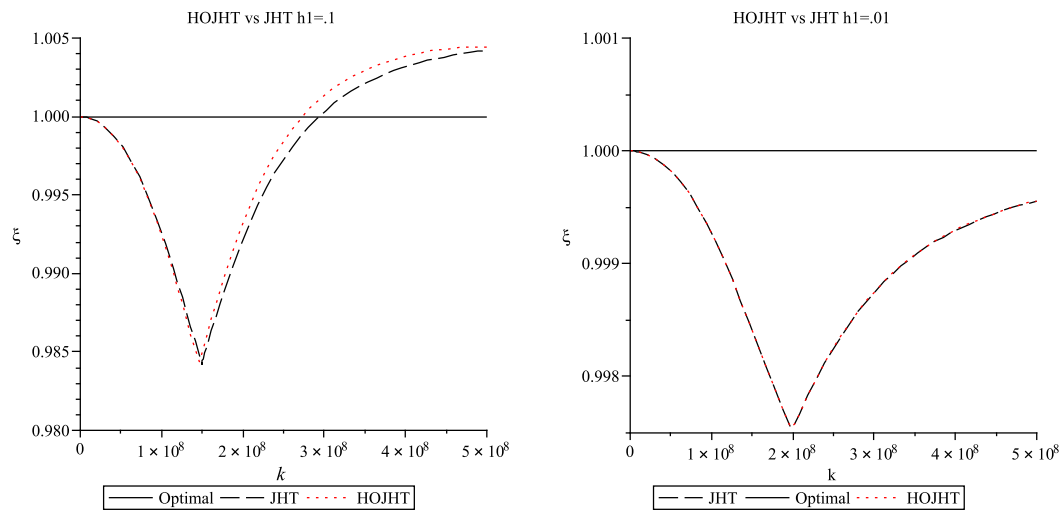 HOJHT vs JHT h1=.1
1.005
1.000
0.995
ξ
0.990
0.985
0.980
0
1 × 10⁸
2 × 10⁸
3 × 10⁸
4 × 10⁸
5 × 10⁸
k
Optimal JHT HOJHT
HOJHT vs JHT h1=.01
1.001
1.000
ξ
0.999
0.998
0
1 × 10⁸
2 × 10⁸
3 × 10⁸
4 × 10⁸
5 × 10⁸
k
JHT Optimal HOJHT